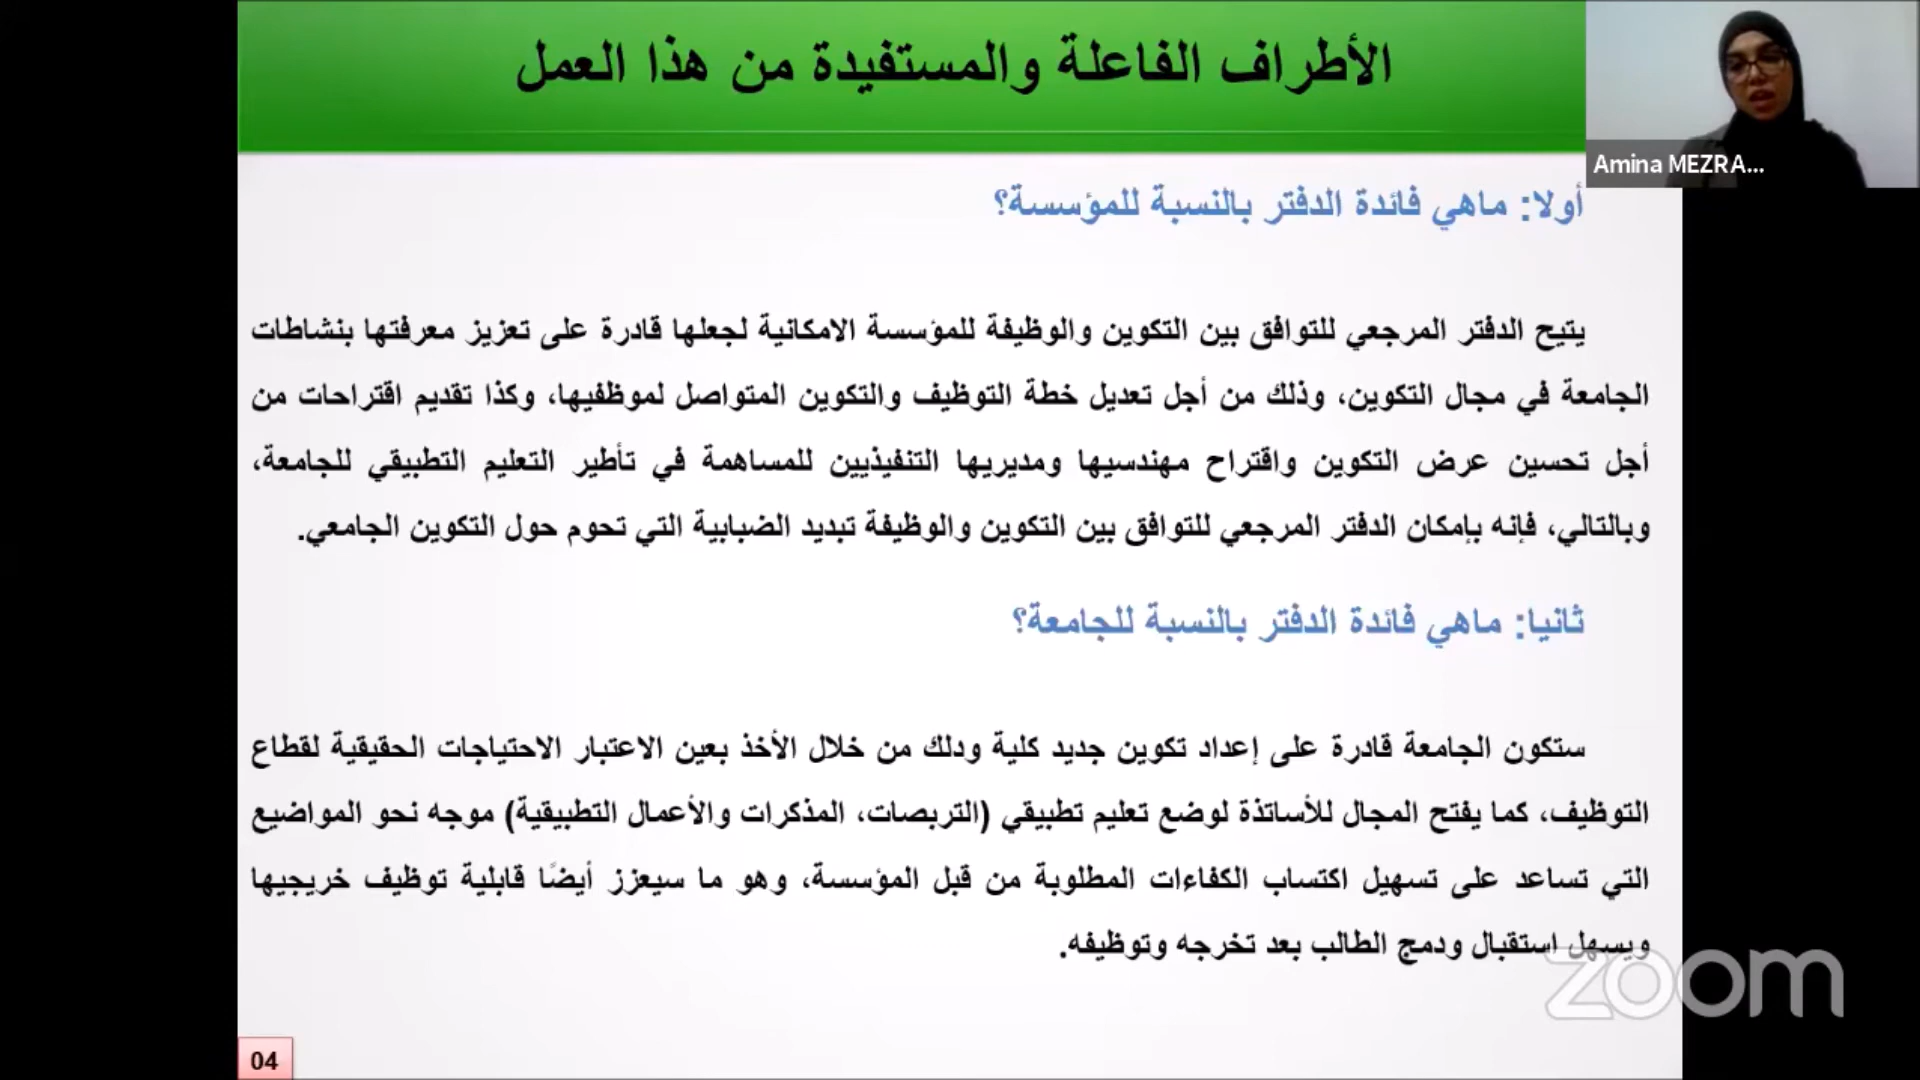 الأطراف الفاعلة والمستفيدة من هذا العمل
Amina MEZRA...
أولا: ماهي فائدة الدفتر بالنسبة للمؤسسة؟
يتيح الدفتر المرجعي للتوافق بين التكوين والوظيفة للمؤسسة الامكانية لجعلها قادرة على تعزيز معرفتها بنشاطات
الجامعة في مجال التكوين، وذلك من أجل تعديل خطة التوظيف والتكوين المتواصل لموظفيها، وكذا تقديم اقتراحات من
أجل تحسين عرض التكوين واقتراح مهندسيها ومديريها التنفيذيين للمساهمة في تأطير التعليم التطبيقي للجامعة،
وبالتالي، فإنه بإمكان الدفتر المرجعي للتوافق بين التكوين والوظيفة تبديد الضبابية التي تحوم حول التكوين الجامعي.
ثانيا: ماهي فائدة الدفتر بالنسبة للجامعة؟
ستكون الجامعة قادرة على إعداد تكوين جديد كلية ودلك من خلال الأخذ بعين الاعتبار الاحتياجات الحقيقية لقطاع
التوظيف، كما يفتح المجال للأساتذة لوضع تعليم تطبيقي (التربصات، المذكرات والأعمال التطبيقية) موجه نحو المواضيع
التي تساعد على تسهيل اكتساب الكفاءات المطلوبة من قبل المؤسسة، وهو ما سيعزز أيضًا قابلية توظيف خريجيها
ويسهل استقبال ودمج الطالب بعد تخرجه وتوظيفه.
zoom
04